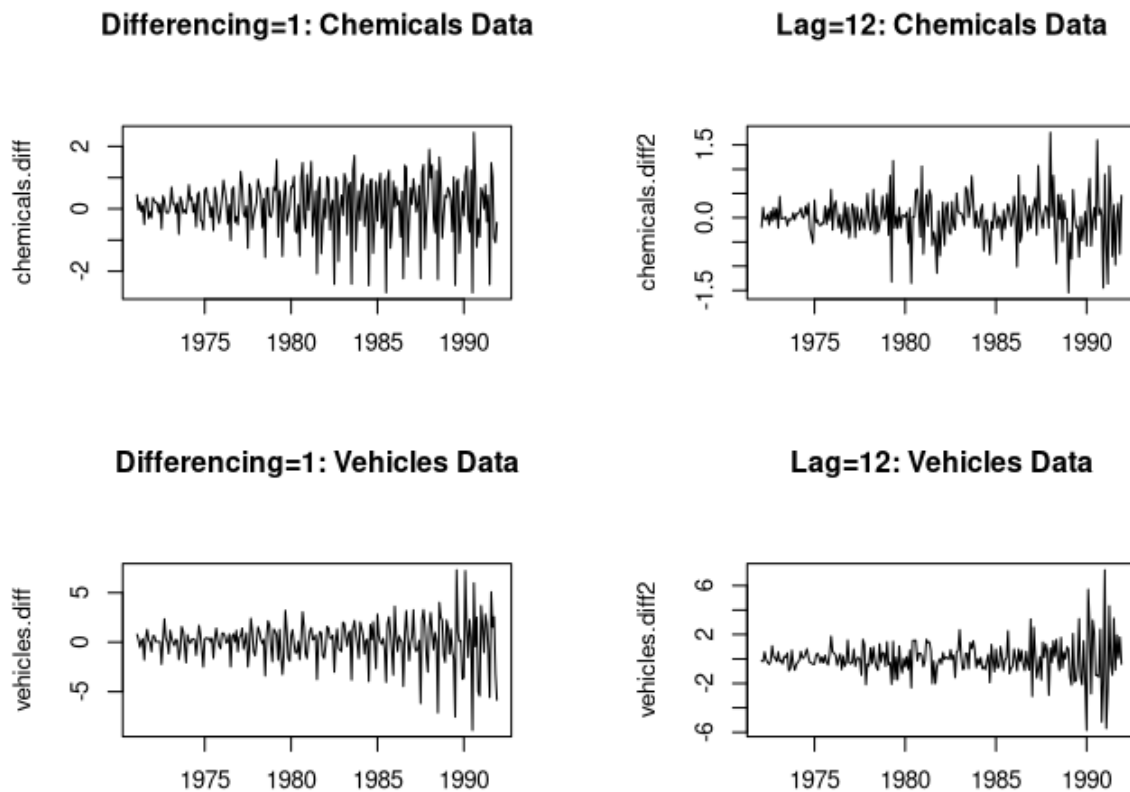 Differencing=1: Chemicals Data
chemicals.diff
2
0
-2
1975 1980 1985 1990
Lag=12: Chemicals Data
chemicals.diff2
1.5
0.0
-1.5
1975 1980 1985 1990
Differencing=1: Vehicles Data
vehicles.diff
5
0
-5
1975 1980 1985 1990
Lag=12: Vehicles Data
vehicles.diff2
6
2
-2
-6
1975 1980 1985 1990